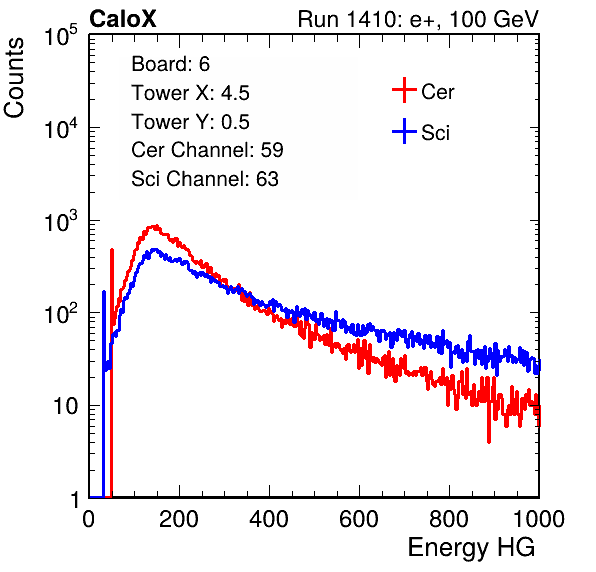 CaloX Run 1410: e+, 100 GeV
Counts
10^5
10^4
10^3
10^2
10
1
Board: 6
Tower X: 4.5
Tower Y: 0.5
Cer Channel: 59
Sci Channel: 63
Cer
Sci
0 200 400 600 800 1000
Energy HG